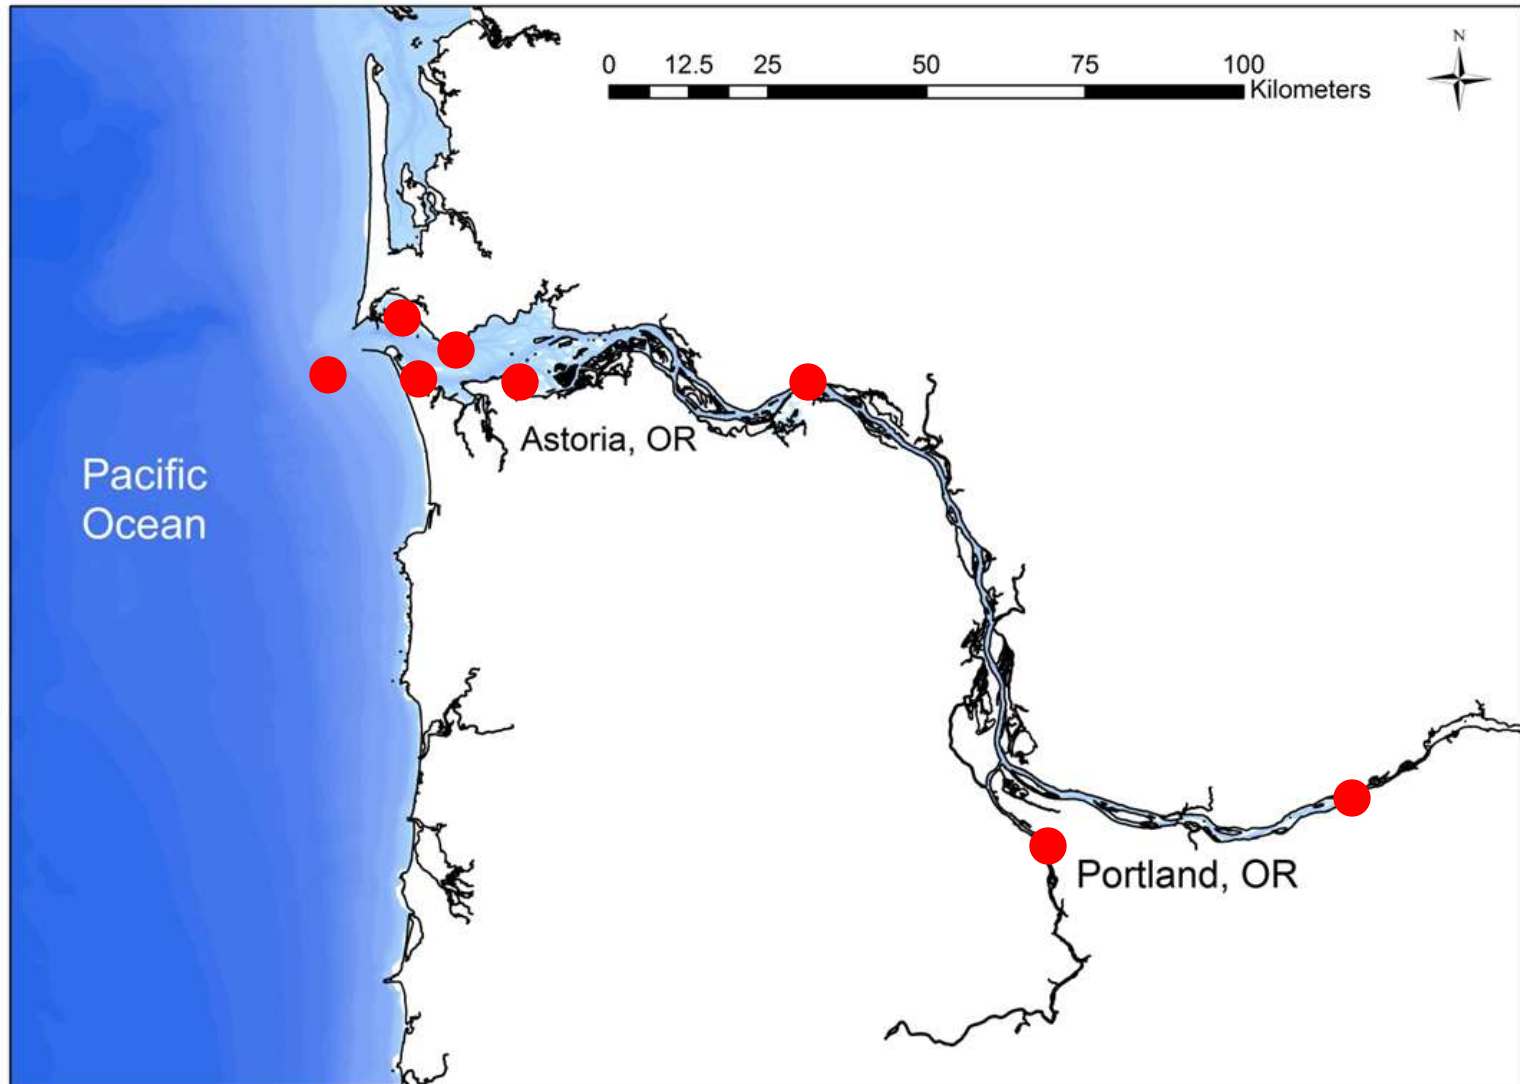 N
0 12.5 25 50 75 100
Kilometers
Astoria, OR
Pacific
Ocean
Portland, OR